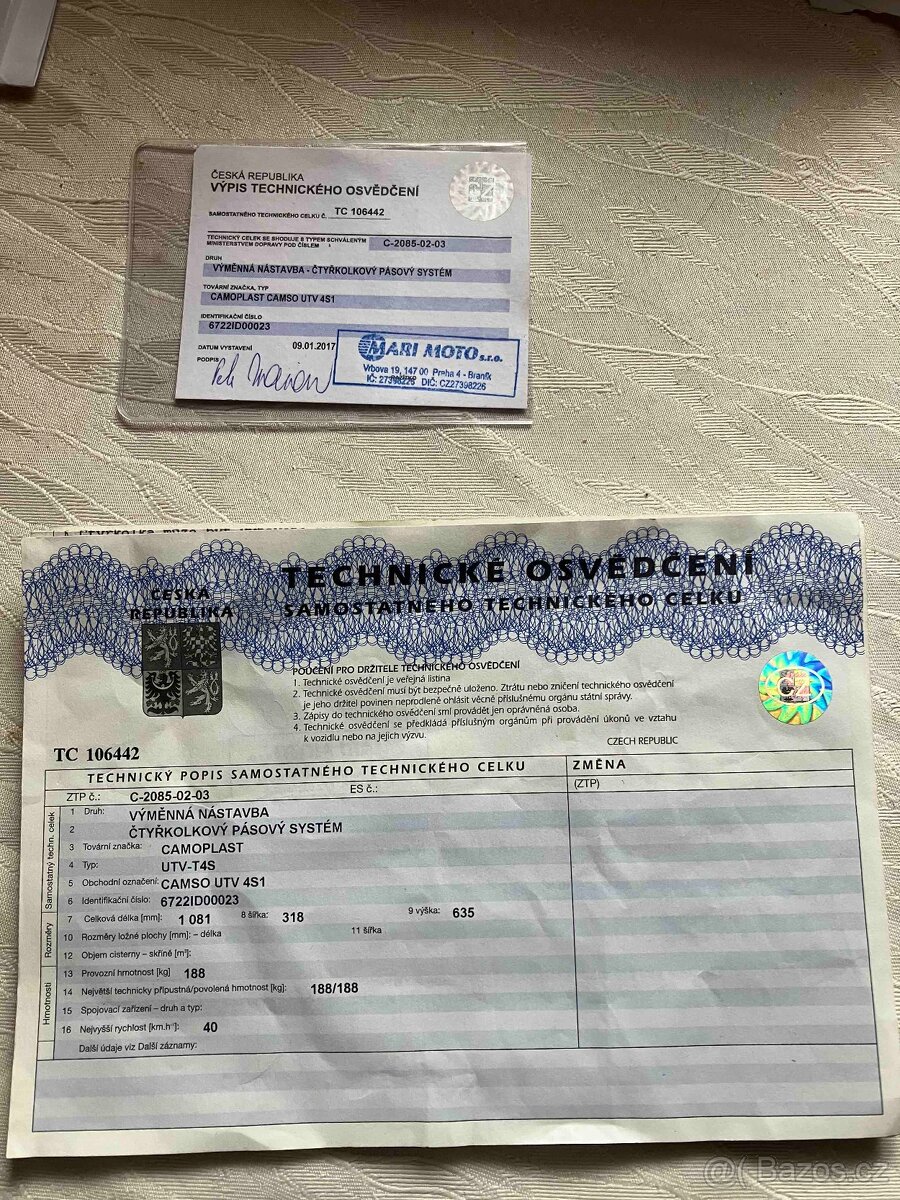 ČESKÁ REPUBLIKA
VÝPIS TECHNICKÉHO OSVĚDČENÍ
SAMOSTATNÉHO TECHNICKÉHO CELKU Č. TC 106442
TECHNICKÝ CELEK SE SHODUJE S TYPEM SCHVÁLENÝM
MINISTERSTVEM DOPRAVY POD ČÍSLEM C-2085-02-03
DRUH
VÝMĚNNÁ NÁSTAVBA - ČTYŘKOLKOVÝ PÁSOVÝ SYSTÉM
TOVÁRNÍ ZNAČKA, TYP
CAMOPLAST CAMSO UTV 4S1
IDENTIFIKAČNÍ ČÍSLO
6722ID00023
DATUM VYSTAVENÍ 09.01.2017
PODPIS
MARI MOTO s.r.o.
Vrbova 19, 147 00 Praha 4 - Braník
IČ: 27398226 DIČ: CZ27398226
ČESKÁ
REPUBLIKA
TECHNICKÉ OSVĚDČENÍ
SAMOSTATNÉHO TECHNICKÉHO CELKU
POUČENÍ PRO DRŽITELE TECHNICKÉHO OSVĚDČENÍ
1. Technické osvědčení je veřejná listina
2. Technické osvědčení musí být bezpečně uloženo. Ztrátu nebo zničení technického osvědčení
je jeho držitel povinen neprodleně ohlásit věcně příslušnému orgánu státní správy.
3. Zápisy do technického osvědčení smí provádět jen oprávněná osoba.
4. Technické osvědčení se předkládá příslušným orgánům při provádění úkonů ve vztahu
k vozidlu nebo na jejich výzvu.
CZ
CZECH REPUBLIC
TC 106442
TECHNICKÝ POPIS SAMOSTATNÉHO TECHNICKÉHO CELKU
ZMĚNA
ZTP č.: C-2085-02-03 ES č.:
(ZTP)
Samostatný techn. celek
1 Druh: VÝMĚNNÁ NÁSTAVBA
2 ČTYŘKOLKOVÝ PÁSOVÝ SYSTÉM
3 Tovární značka: CAMOPLAST
4 Typ: UTV-T4S
5 Obchodní označení: CAMSO UTV 4S1
6 Identifikační číslo: 6722ID00023
Rozměry
7 Celková délka [mm]: 1 081 8 šířka: 318 9 výška: 635
10 Rozměry ložné plochy [mm]: – délka 11 šířka
12 Objem cisterny – skříně [m³]:
Hmotnosti
13 Provozní hmotnost [kg] 188
14 Největší technicky přípustná/povolená hmotnost [kg]: 188/188
15 Spojovací zařízení – druh a typ:
16 Nejvyšší rychlost [km.h⁻¹]: 40
Další údaje viz Další záznamy:
@( Bazos.cz